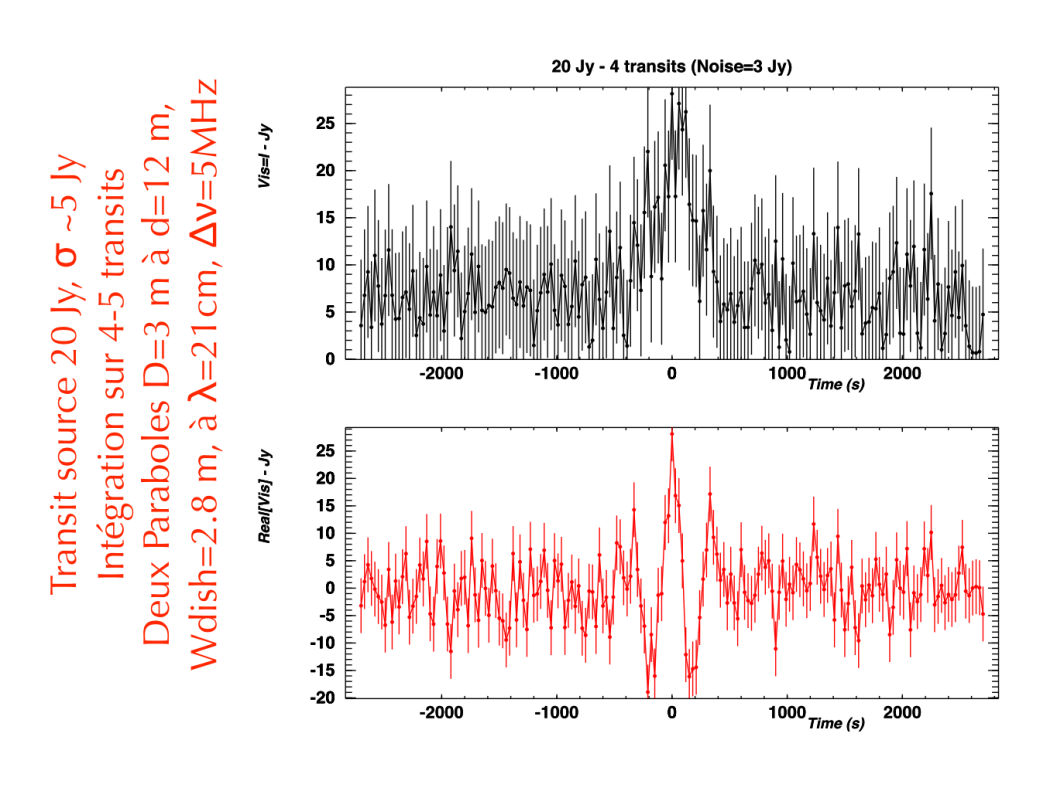 Transit source 20 Jy, σ ~5 Jy
Intégration sur 4-5 transits
Deux Paraboles D=3 m à d=12 m,
Wdish=2.8 m, à λ=21cm, Δν=5MHz
20 Jy - 4 transits (Noise=3 Jy)
Vis=I - Jy
25
20
15
10
5
0
-2000
-1000
0
1000
2000
Time (s)
Real[Vis] - Jy
25
20
15
10
5
0
-5
-10
-15
-20
-2000
-1000
0
1000
2000
Time (s)